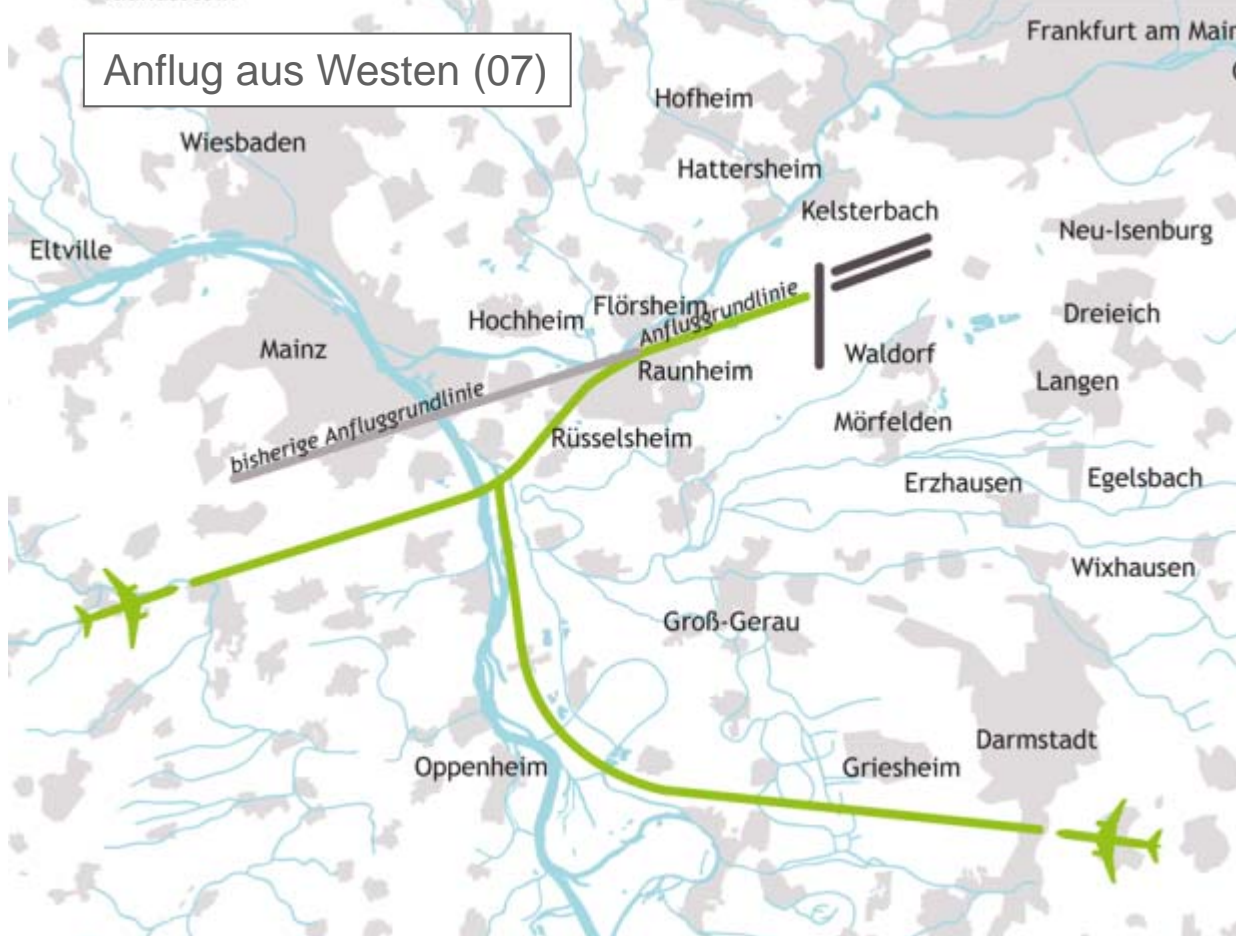 Frankfurt am Main
Anflug aus Westen (07)
Hofheim
Wiesbaden
Hattersheim
Kelsterbach
Neu-Isenburg
Eltville
Flörsheim
Anfluggrundlinie
Hochheim
Dreieich
Mainz
Waldorf
Raunheim
Langen
bisherige Anfluggrundlinie
Mörfelden
Rüsselsheim
Erzhausen
Egelsbach
Wixhausen
Groß-Gerau
Darmstadt
Oppenheim
Griesheim